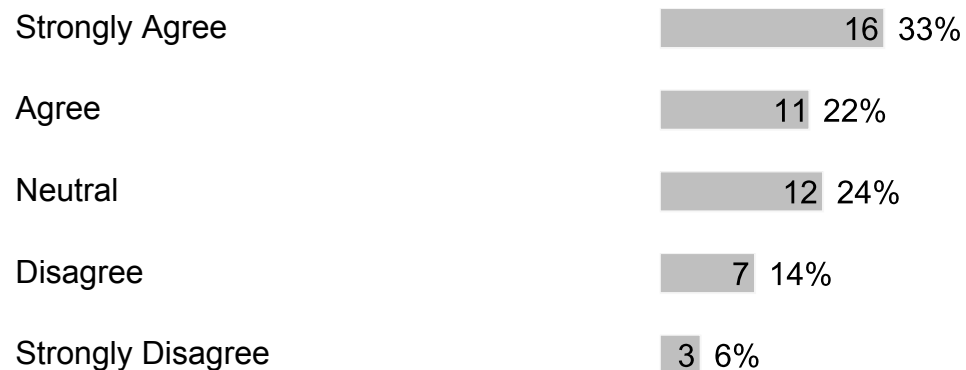 Strongly Agree 16 33%
Agree 11 22%
Neutral 12 24%
Disagree 7 14%
Strongly Disagree 3 6%